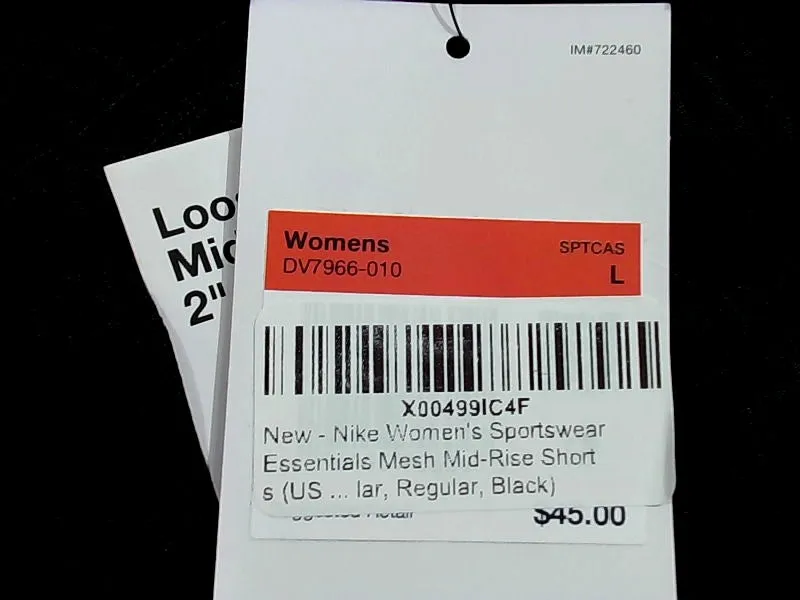 IM#722460
Loo
Mid
2"
Womens SPTCAS
DV7966-010 L
X00499IC4F
New - Nike Women's Sportswear
Essentials Mesh Mid-Rise Short
s (US ... lar, Regular, Black)
$45.00